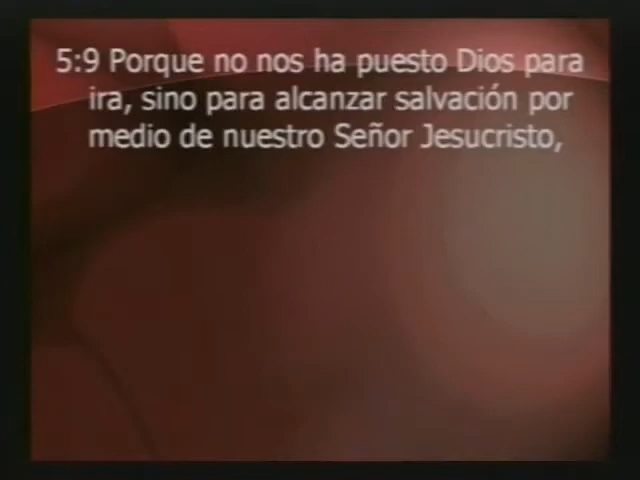 5:9 Porque no nos ha puesto Dios para
ira, sino para alcanzar salvación por
medio de nuestro Señor Jesucristo,